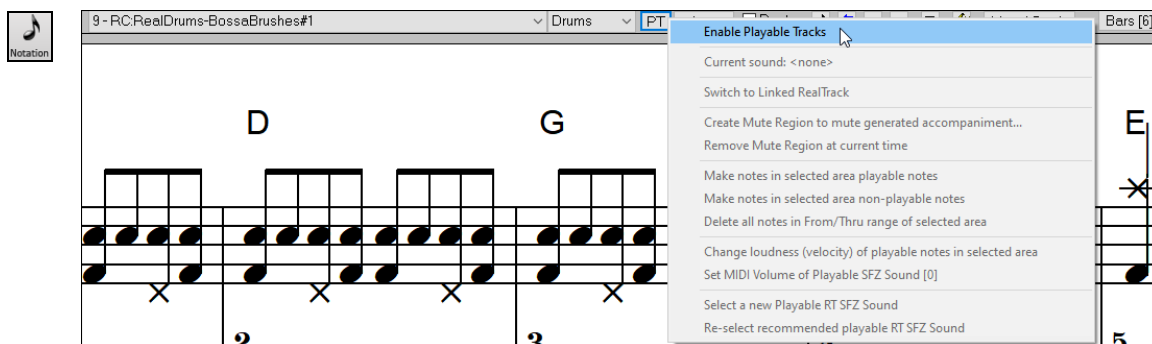 9 - RC:RealDrums-BossaBrushes#1 Drums PT Bars [6]
Notation
Enable Playable Tracks
Current sound: <none>
Switch to Linked RealTrack
Create Mute Region to mute generated accompaniment...
Remove Mute Region at current time
Make notes in selected area playable notes
Make notes in selected area non-playable notes
Delete all notes in From/Thru range of selected area
Change loudness (velocity) of playable notes in selected area
Set MIDI Volume of Playable SFZ Sound [0]
Select a new Playable RT SFZ Sound
Re-select recommended playable RT SFZ Sound
D G E
2 3 5